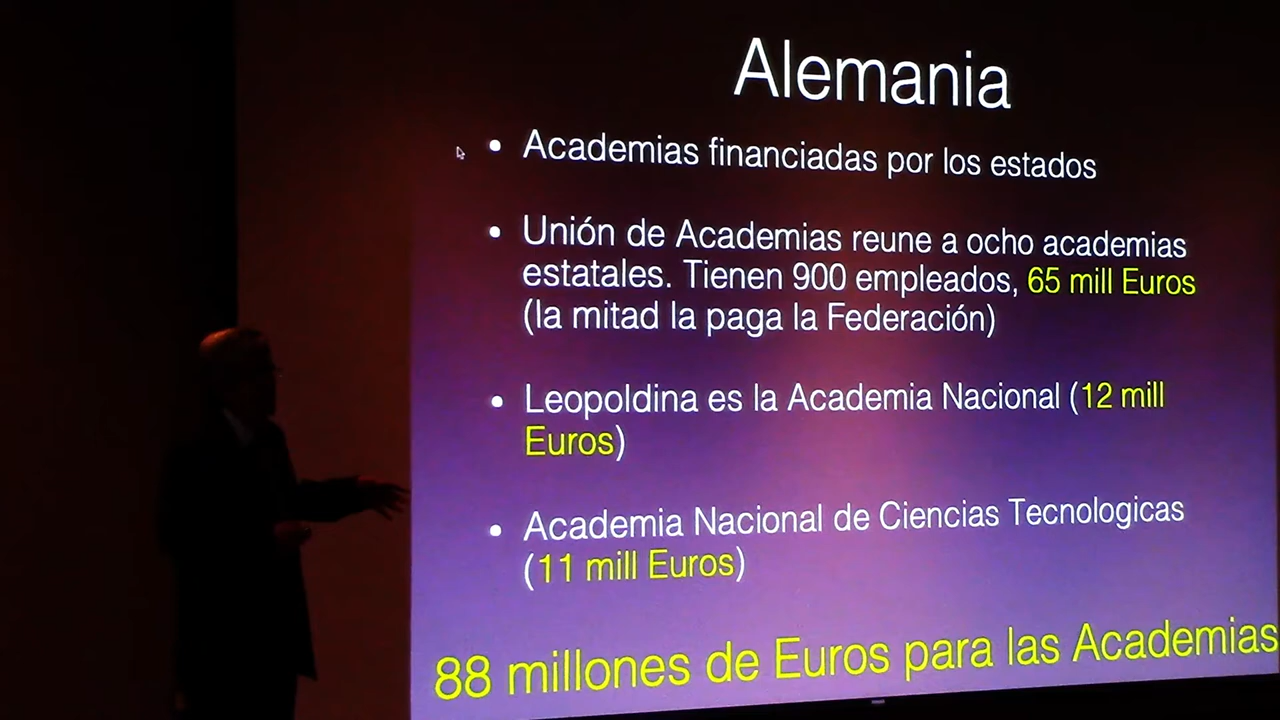 Alemania
• Academias financiadas por los estados
• Unión de Academias reune a ocho academias
estatales. Tienen 900 empleados, 65 mill Euros
(la mitad la paga la Federación)
• Leopoldina es la Academia Nacional (12 mill
Euros)
• Academia Nacional de Ciencias Tecnologicas
(11 mill Euros)
88 millones de Euros para las Academias